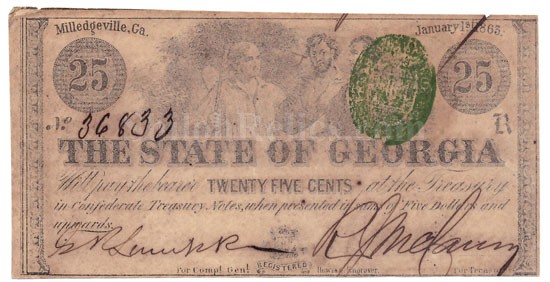 Milledgeville, Ga. January 1st 1863.
25 25
No 36833 R
THE STATE OF GEORGIA
Will pay the bearer TWENTY FIVE CENTS at the Treasury
in Confederate Treasury Notes, when presented in sums of Five Dollars and
upwards.
For Compt. Genl. REGISTERED Howell Engraver. For Treasurer